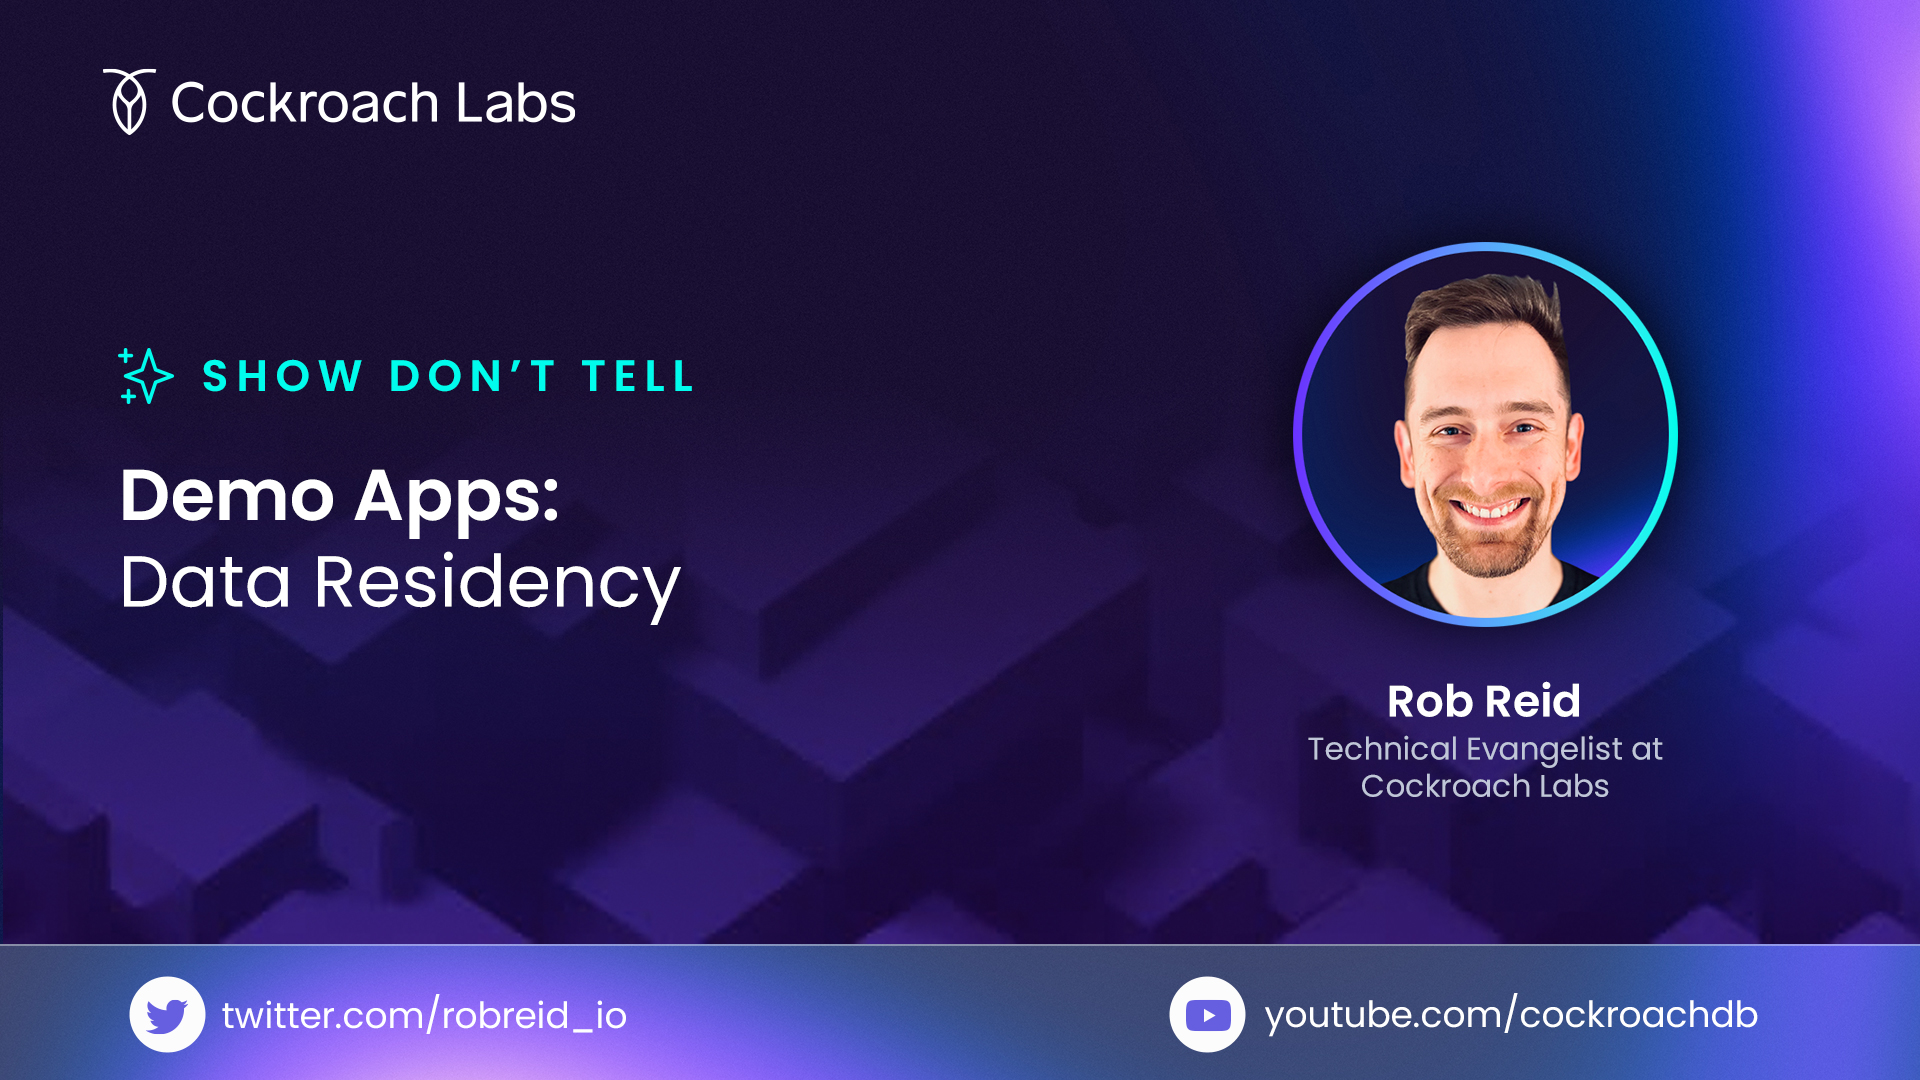 Cockroach Labs
SHOW DON’T TELL
Demo Apps:
Data Residency
Rob Reid
Technical Evangelist at
Cockroach Labs
twitter.com/robreid_io
youtube.com/cockroachdb